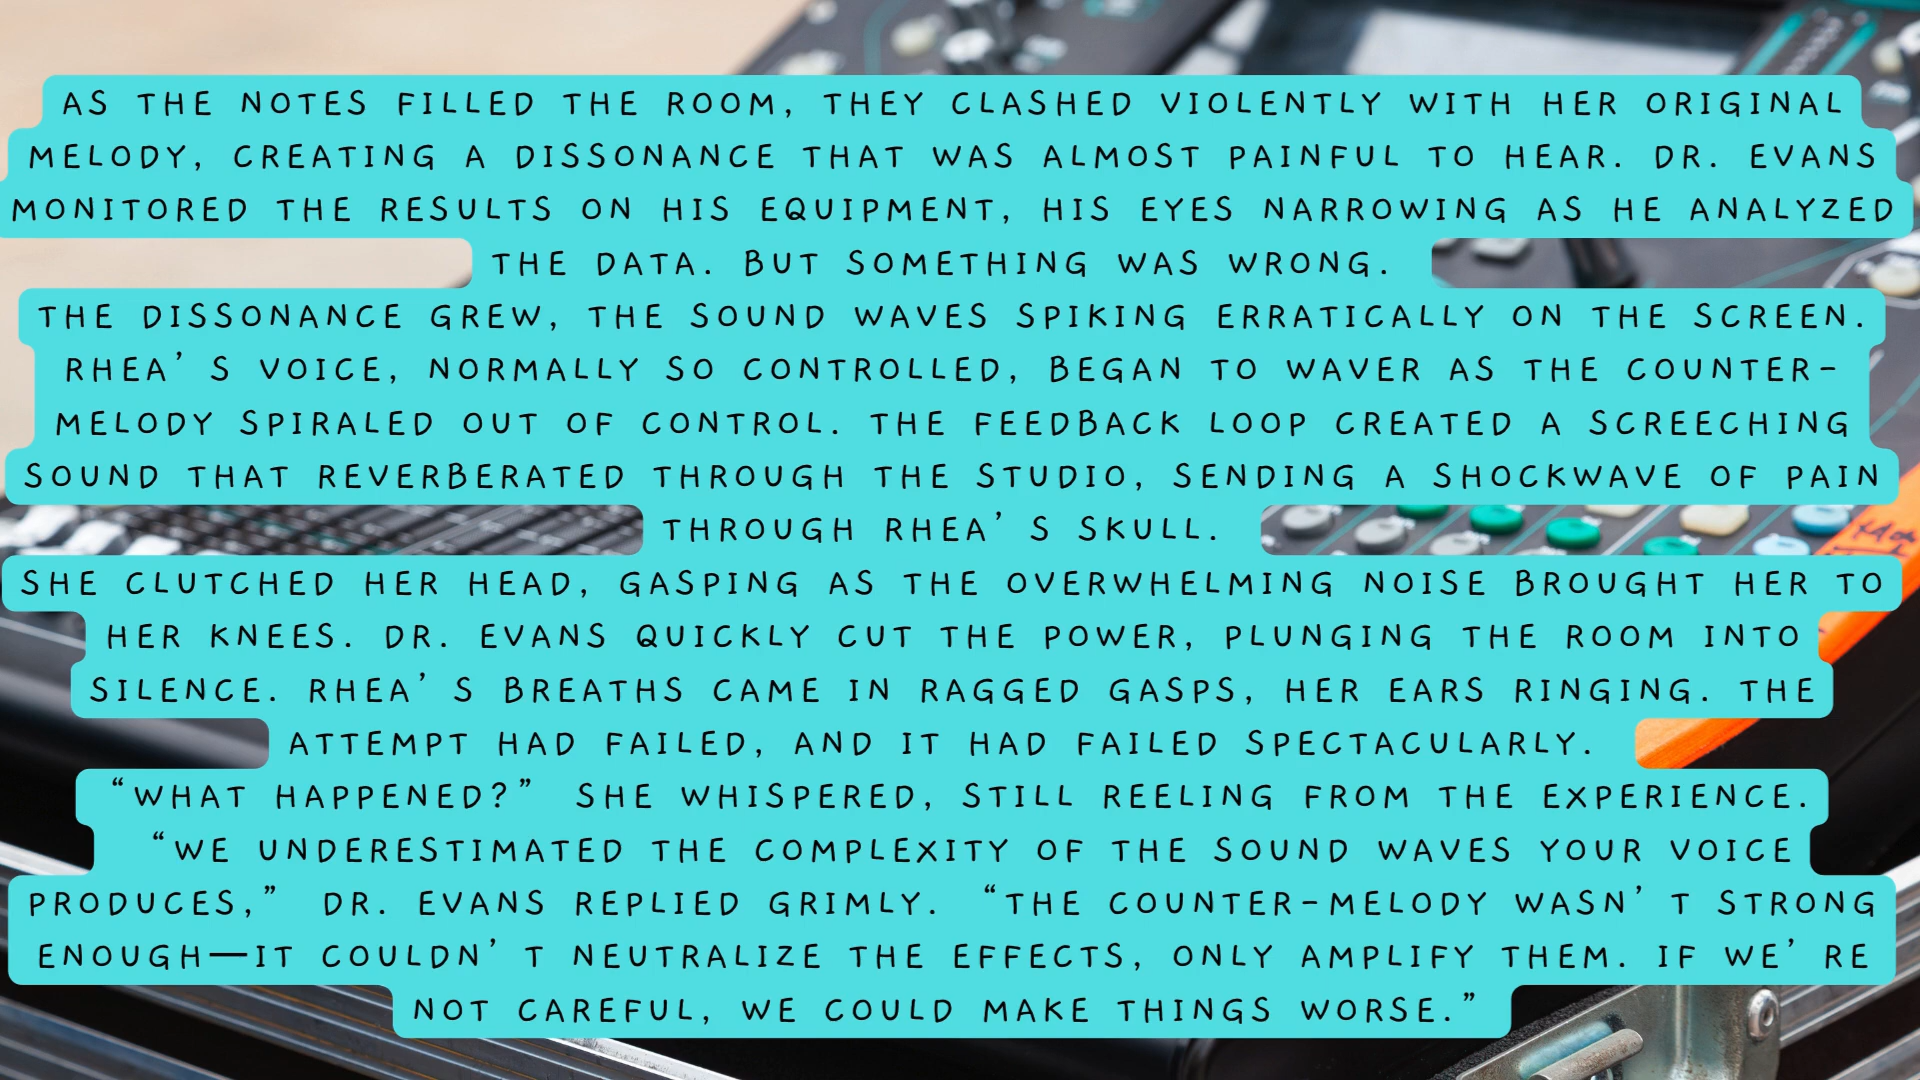 AS THE NOTES FILLED THE ROOM, THEY CLASHED VIOLENTLY WITH HER ORIGINAL
MELODY, CREATING A DISSONANCE THAT WAS ALMOST PAINFUL TO HEAR. DR. EVANS
MONITORED THE RESULTS ON HIS EQUIPMENT, HIS EYES NARROWING AS HE ANALYZED
THE DATA. BUT SOMETHING WAS WRONG.
THE DISSONANCE GREW, THE SOUND WAVES SPIKING ERRATICALLY ON THE SCREEN.
RHEA’S VOICE, NORMALLY SO CONTROLLED, BEGAN TO WAVER AS THE COUNTER-
MELODY SPIRALED OUT OF CONTROL. THE FEEDBACK LOOP CREATED A SCREECHING
SOUND THAT REVERBERATED THROUGH THE STUDIO, SENDING A SHOCKWAVE OF PAIN
THROUGH RHEA’S SKULL.
SHE CLUTCHED HER HEAD, GASPING AS THE OVERWHELMING NOISE BROUGHT HER TO
HER KNEES. DR. EVANS QUICKLY CUT THE POWER, PLUNGING THE ROOM INTO
SILENCE. RHEA’S BREATHS CAME IN RAGGED GASPS, HER EARS RINGING. THE
ATTEMPT HAD FAILED, AND IT HAD FAILED SPECTACULARLY.
“WHAT HAPPENED?” SHE WHISPERED, STILL REELING FROM THE EXPERIENCE.
“WE UNDERESTIMATED THE COMPLEXITY OF THE SOUND WAVES YOUR VOICE
PRODUCES,” DR. EVANS REPLIED GRIMLY. “THE COUNTER-MELODY WASN’T STRONG
ENOUGH—IT COULDN’T NEUTRALIZE THE EFFECTS, ONLY AMPLIFY THEM. IF WE’RE
NOT CAREFUL, WE COULD MAKE THINGS WORSE.”